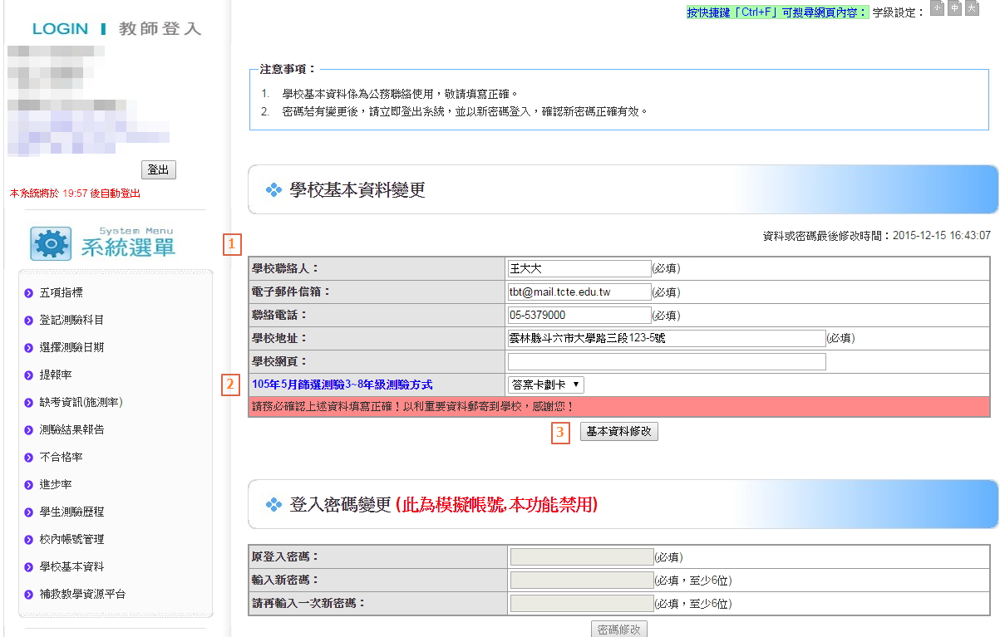 按快捷鍵「Ctrl+F」可搜尋網頁內容： 字級設定： 小 中 大
LOGIN 教師登入
登出
本系統將於 19:57 後自動登出
System Menu
系統選單
五項指標
登記測驗科目
選擇測驗日期
提報率
缺考資訊(施測率)
測驗結果報告
不合格率
進步率
學生測驗歷程
校內帳號管理
學校基本資料
補救教學資源平台
注意事項：
1. 學校基本資料係為公務聯絡使用，敬請填寫正確。
2. 密碼若有變更後，請立即登出系統，並以新密碼登入，確認新密碼正確有效。
學校基本資料變更
資料或密碼最後修改時間：2015-12-15 16:43:07
1
學校聯絡人： 王大大 (必填)
電子郵件信箱： tbt@mail.tcte.edu.tw (必填)
聯絡電話： 05-5379000 (必填)
學校地址： 雲林縣斗六市大學路三段123-5號 (必填)
學校網頁：
2 105年5月篩選測驗3~8年級測驗方式 答案卡劃卡 ▼
請務必確認上述資料填寫正確！以利重要資料郵寄到學校，感謝您！
3 基本資料修改
登入密碼變更 (此為模擬帳號,本功能禁用)
原登入密碼： (必填)
輸入新密碼： (必填，至少6位)
請再輸入一次新密碼： (必填，至少6位)
密碼修改